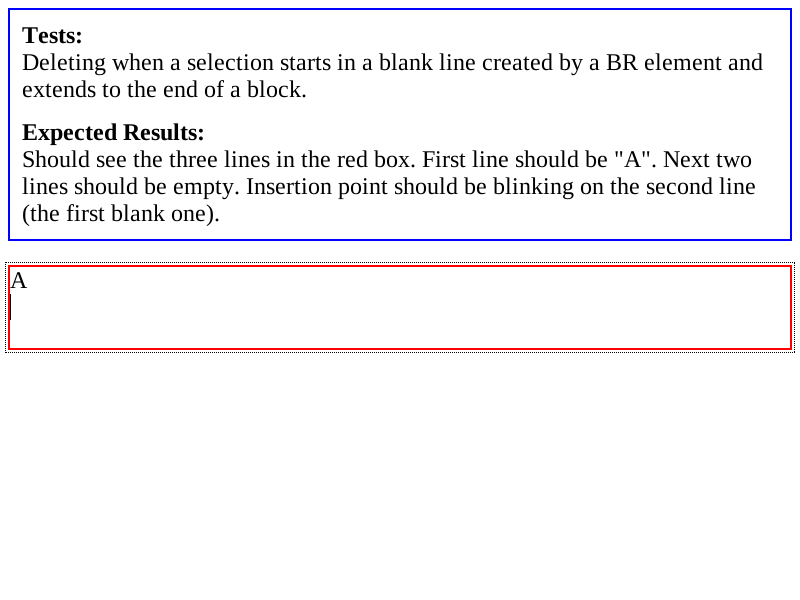 Tests:
Deleting when a selection starts in a blank line created by a BR element and
extends to the end of a block.
Expected Results:
Should see the three lines in the red box. First line should be "A". Next two
lines should be empty. Insertion point should be blinking on the second line
(the first blank one).
A